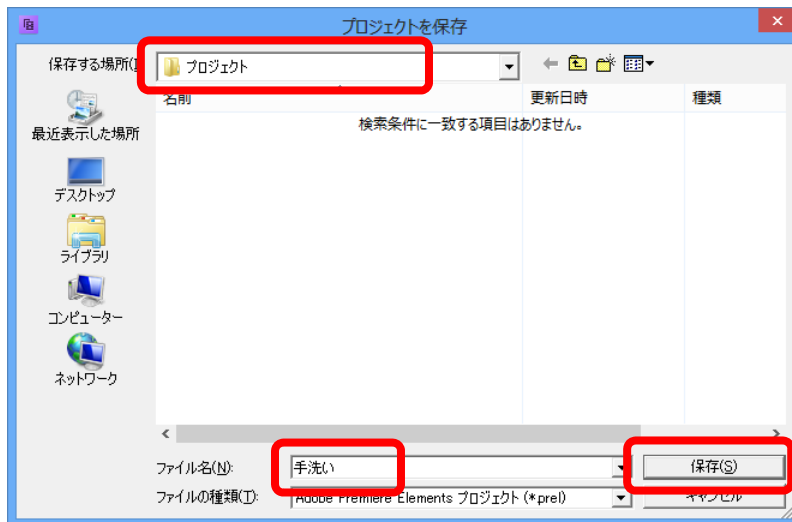 プロジェクトを保存
保存する場所(I
プロジェクト
名前 更新日時 種類
検索条件に一致する項目はありません。
最近表示した場所
デスクトップ
ライブラリ
コンピューター
ネットワーク
ファイル名(N): 手洗い 保存(S)
ファイルの種類(T): Adobe Premiere Elements プロジェクト (*.prel) キャンセル